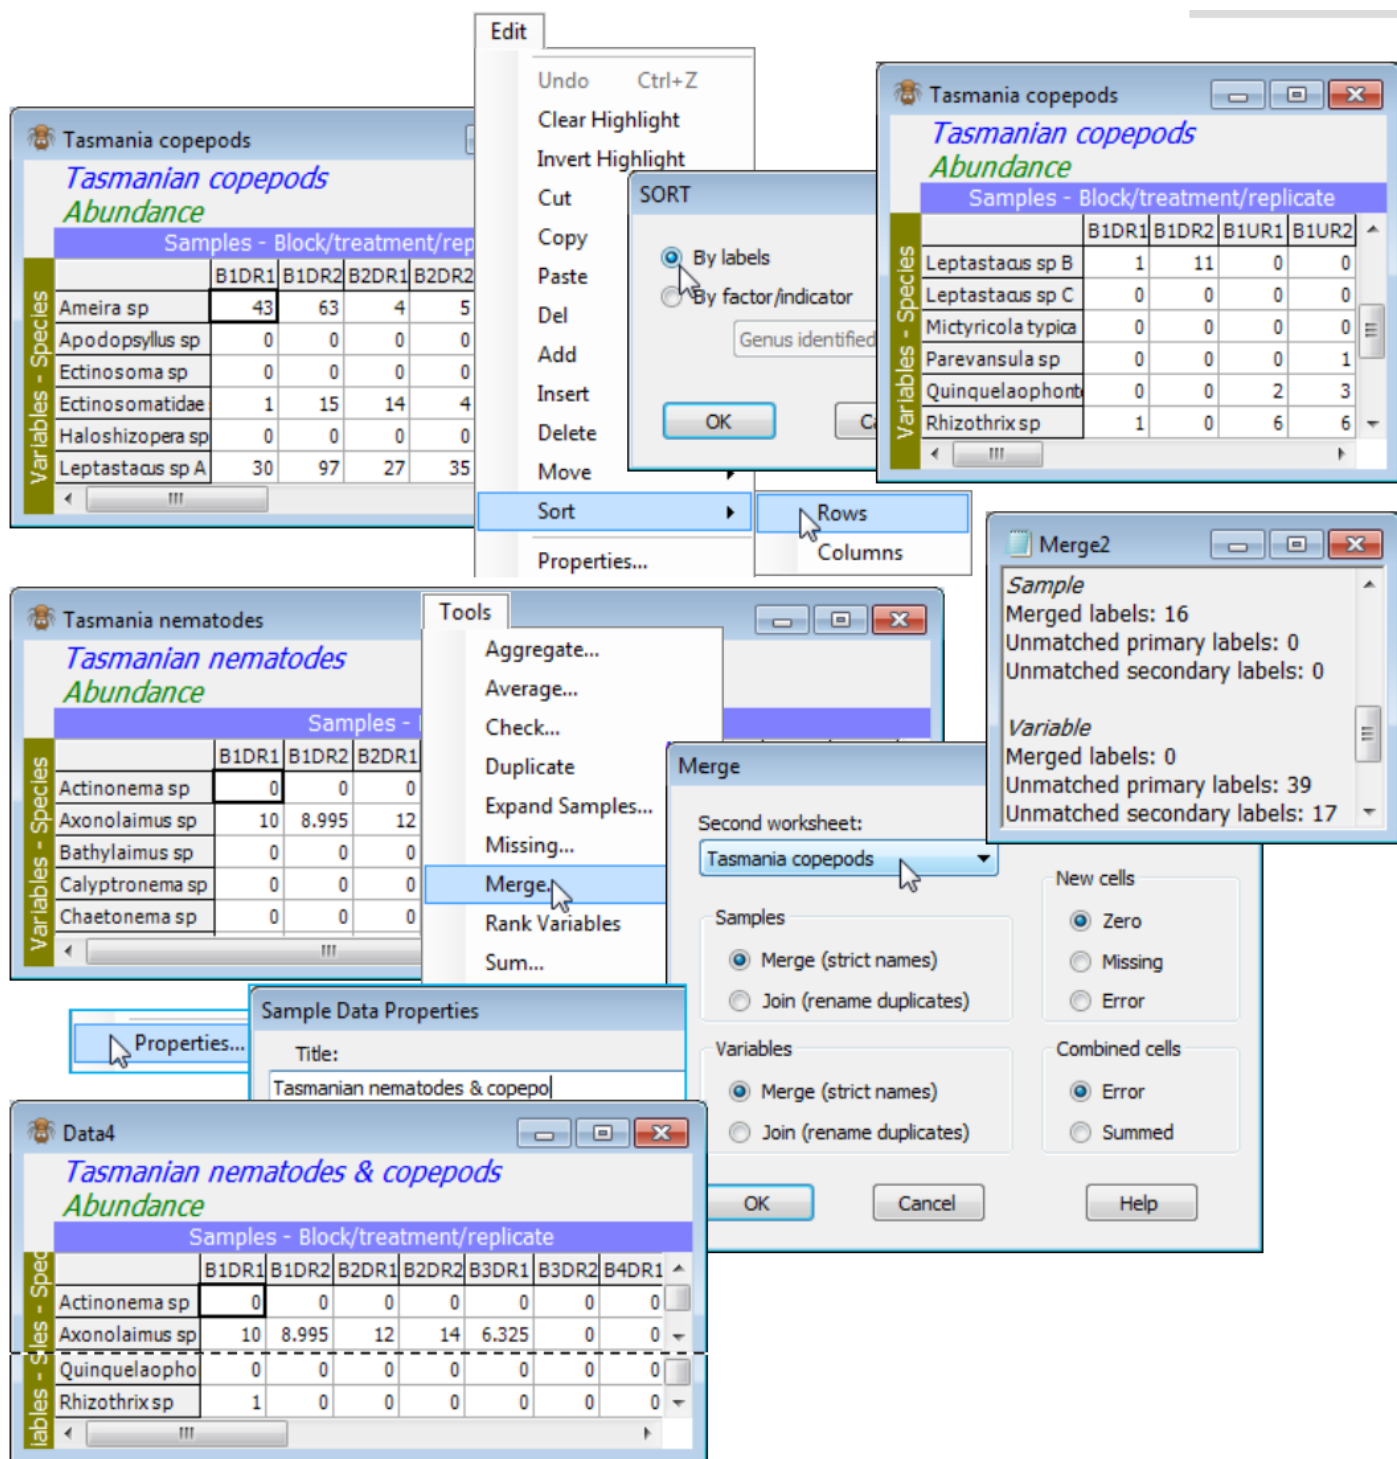 Edit
Undo Ctrl+Z
Clear Highlight
Invert Highlight
Cut
Copy
Paste
Del
Add
Insert
Delete
Move
Sort
Properties...
Rows
Columns
Tasmania copepods
Tasmanian copepods
Abundance
Samples - Block/treatment/rep
Variables - Species
B1DR1 B1DR2 B2DR1 B2DR2
Ameira sp 43 63 4 5
Apodopsyllus sp 0 0 0 0
Ectinosoma sp 0 0 0 0
Ectinosomatidae 1 15 14 4
Haloshizopera sp 0 0 0 0
Leptastacus sp A 30 97 27 35
SORT
By labels
By factor/indicator
Genus identified
OK
Ca
Tasmania copepods
Tasmanian copepods
Abundance
Samples - Block/treatment/replicate
Variables - Species
B1DR1 B1DR2 B1UR1 B1UR2
Leptastacus sp B 1 11 0 0
Leptastacus sp C 0 0 0 0
Mictyricola typica 0 0 0 0
Parevansula sp 0 0 0 1
Quinquelaophonte 0 0 2 3
Rhizothrix sp 1 0 6 6
Merge2
Sample
Merged labels: 16
Unmatched primary labels: 0
Unmatched secondary labels: 0
Variable
Merged labels: 0
Unmatched primary labels: 39
Unmatched secondary labels: 17
Tasmania nematodes
Tasmanian nematodes
Abundance
Samples -
Variables - Species
B1DR1 B1DR2 B2DR1
Actinonema sp 0 0 0
Axonolaimus sp 10 8.995 12
Bathylaimus sp 0 0 0
Calyptronema sp 0 0 0
Chaetonema sp 0 0 0
Tools
Aggregate...
Average...
Check...
Duplicate
Expand Samples...
Missing...
Merge.
Rank Variables
Sum...
Merge
Second worksheet:
Tasmania copepods
Samples
Merge (strict names)
Join (rename duplicates)
Variables
Merge (strict names)
Join (rename duplicates)
New cells
Zero
Missing
Error
Combined cells
Error
Summed
OK
Cancel
Help
Properties...
Sample Data Properties
Title:
Tasmanian nematodes & copepo
Data4
Tasmanian nematodes & copepods
Abundance
Samples - Block/treatment/replicate
B1DR1 B1DR2 B2DR1 B2DR2 B3DR1 B3DR2 B4DR1
Actinonema sp 0 0 0 0 0 0 0
Axonolaimus sp 10 8.995 12 14 6.325 0 0
Quinquelaopho 0 0 0 0 0 0 0
Rhizothrix sp 1 0 0 0 0 0 0